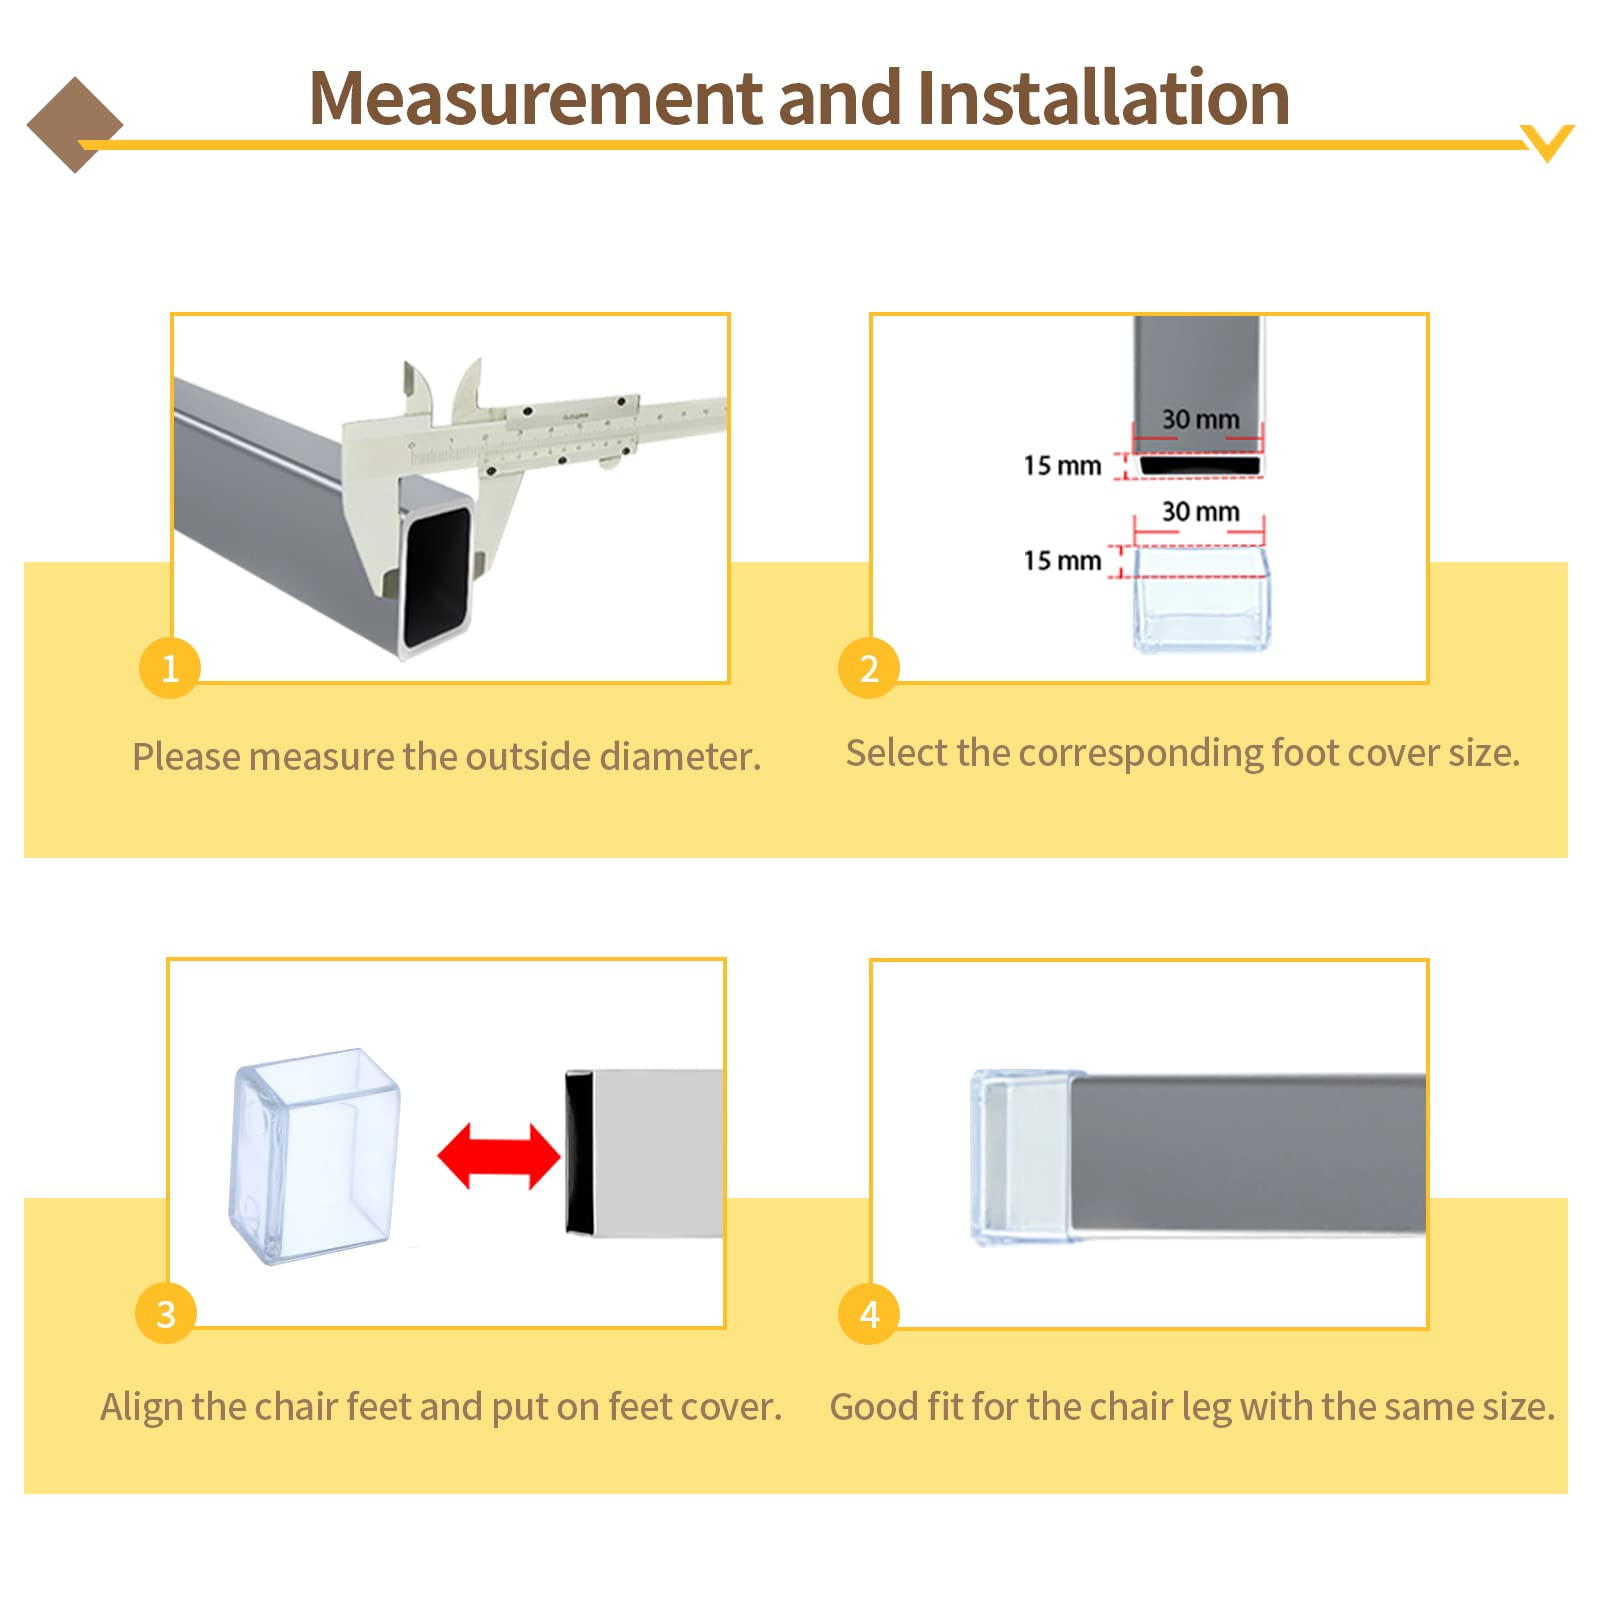 Measurement and Installation
30 mm
15 mm
30 mm
15 mm
1
2
Please measure the outside diameter.
Select the corresponding foot cover size.
3
4
Align the chair feet and put on feet cover.
Good fit for the chair leg with the same size.